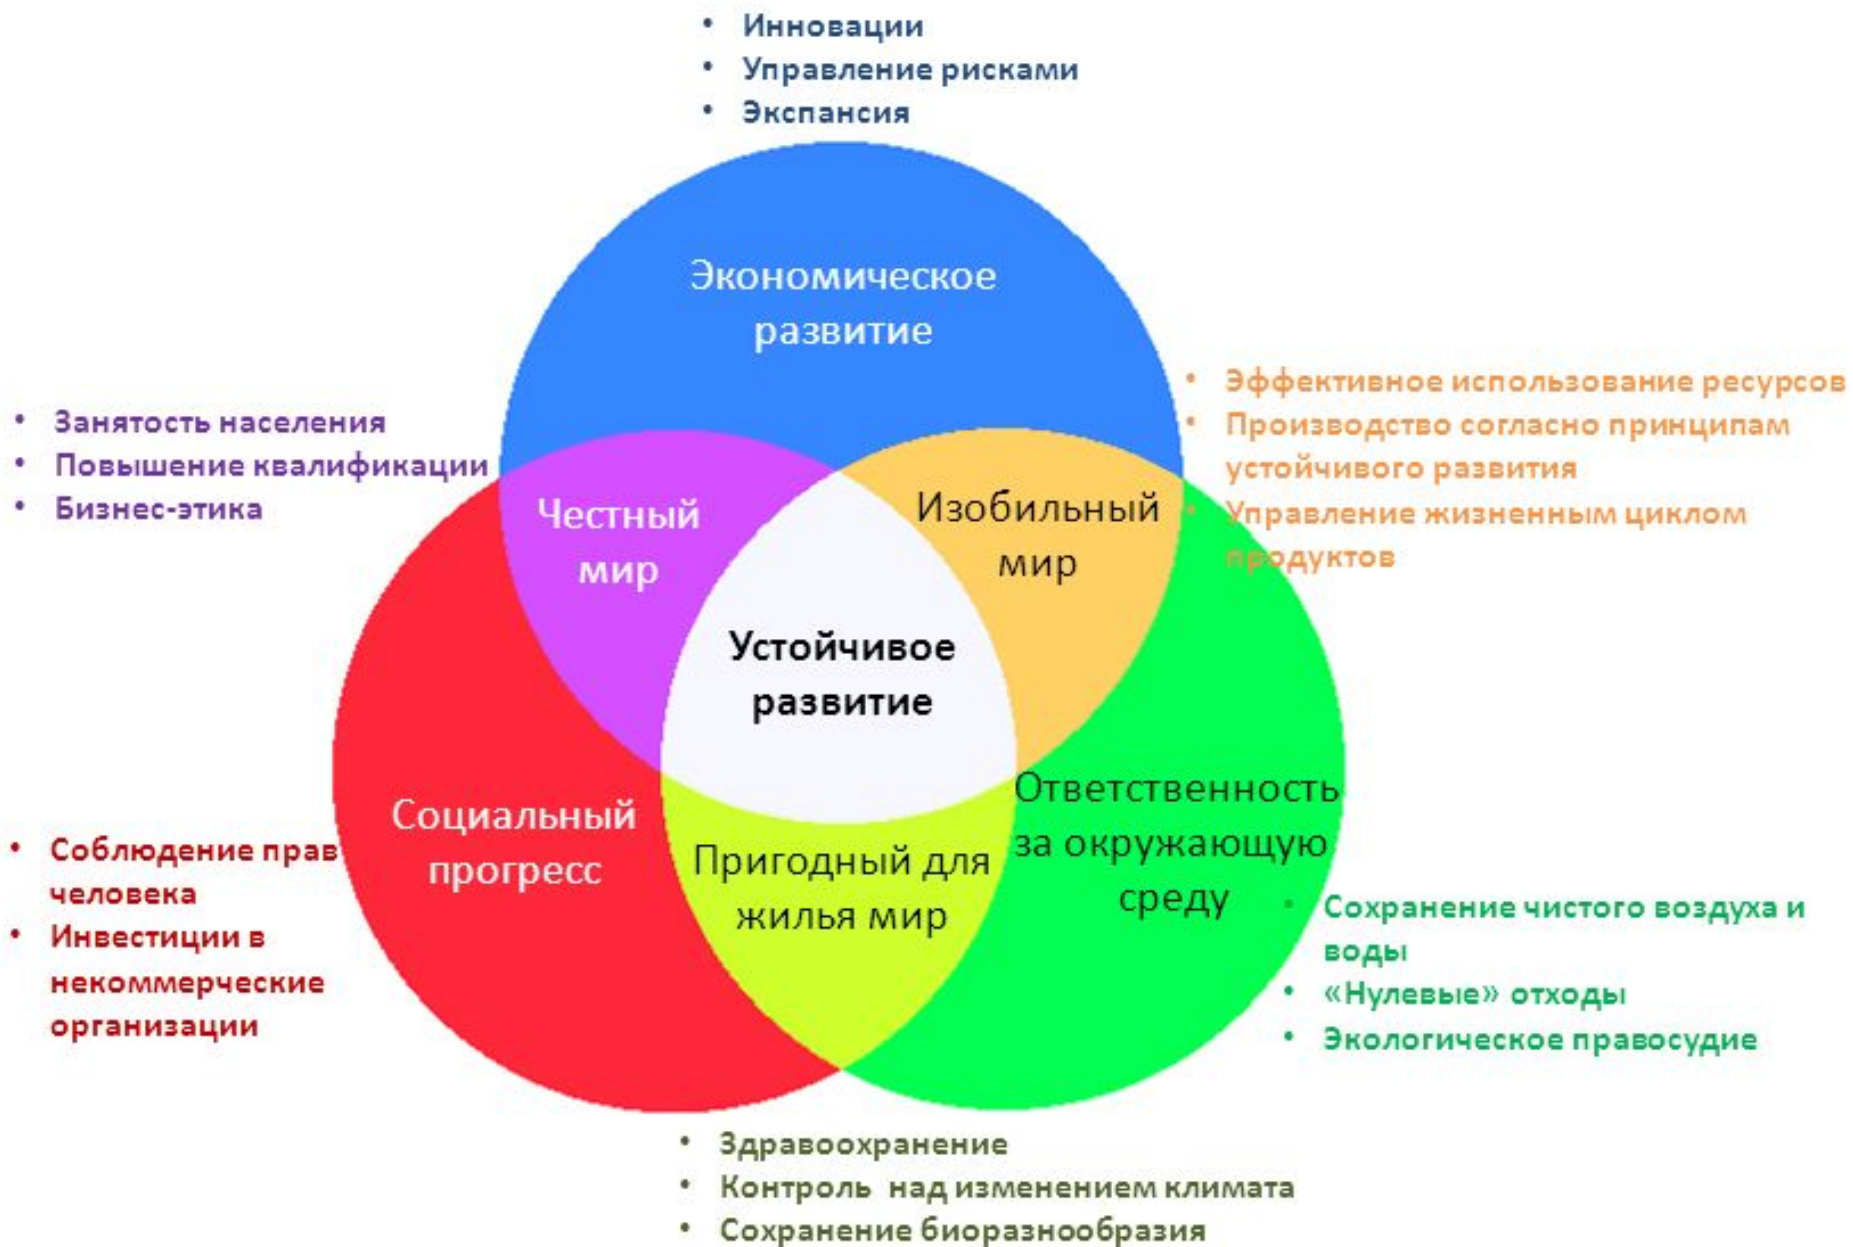 • Инновации
• Управление рисками
• Экспансия
Экономическое
развитие
• Занятость населения
• Повышение квалификации
• Бизнес-этика
• Эффективное использование ресурсов
• Производство согласно принципам
устойчивого развития
• Управление жизненным циклом
продуктов
Честный
мир
Изобильный
мир
Устойчивое
развитие
Социальный
прогресс
Пригодный для
жилья мир
Ответственность
за окружающую
среду
• Соблюдение прав
человека
• Инвестиции в
некоммерческие
организации
• Сохранение чистого воздуха и
воды
• «Нулевые» отходы
• Экологическое правосудие
• Здравоохранение
• Контроль  над изменением климата
• Сохранение биоразнообразия